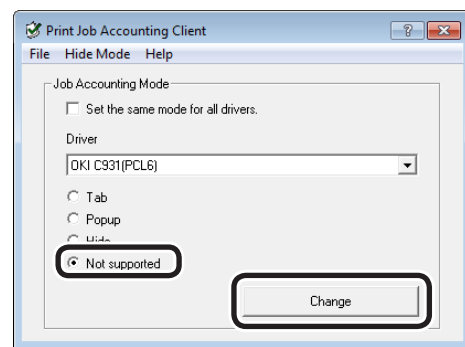 Print Job Accounting Client
File Hide Mode Help
Job Accounting Mode
Set the same mode for all drivers.
Driver
OKI C931(PCL6)
Tab
Popup
Hide
Not supported
Change